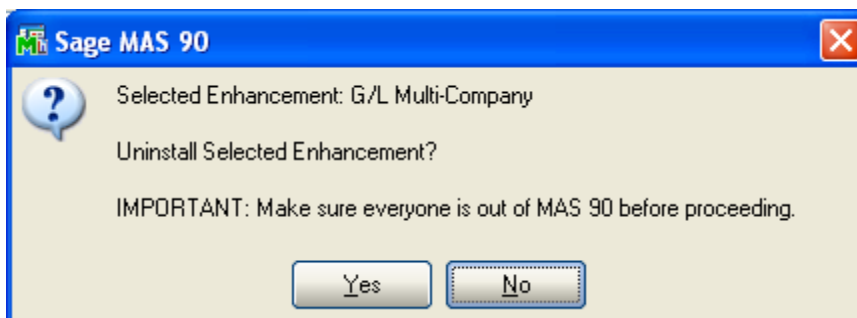 Sage MAS 90
Selected Enhancement: G/L Multi-Company
Uninstall Selected Enhancement?
IMPORTANT: Make sure everyone is out of MAS 90 before proceeding.
Yes No